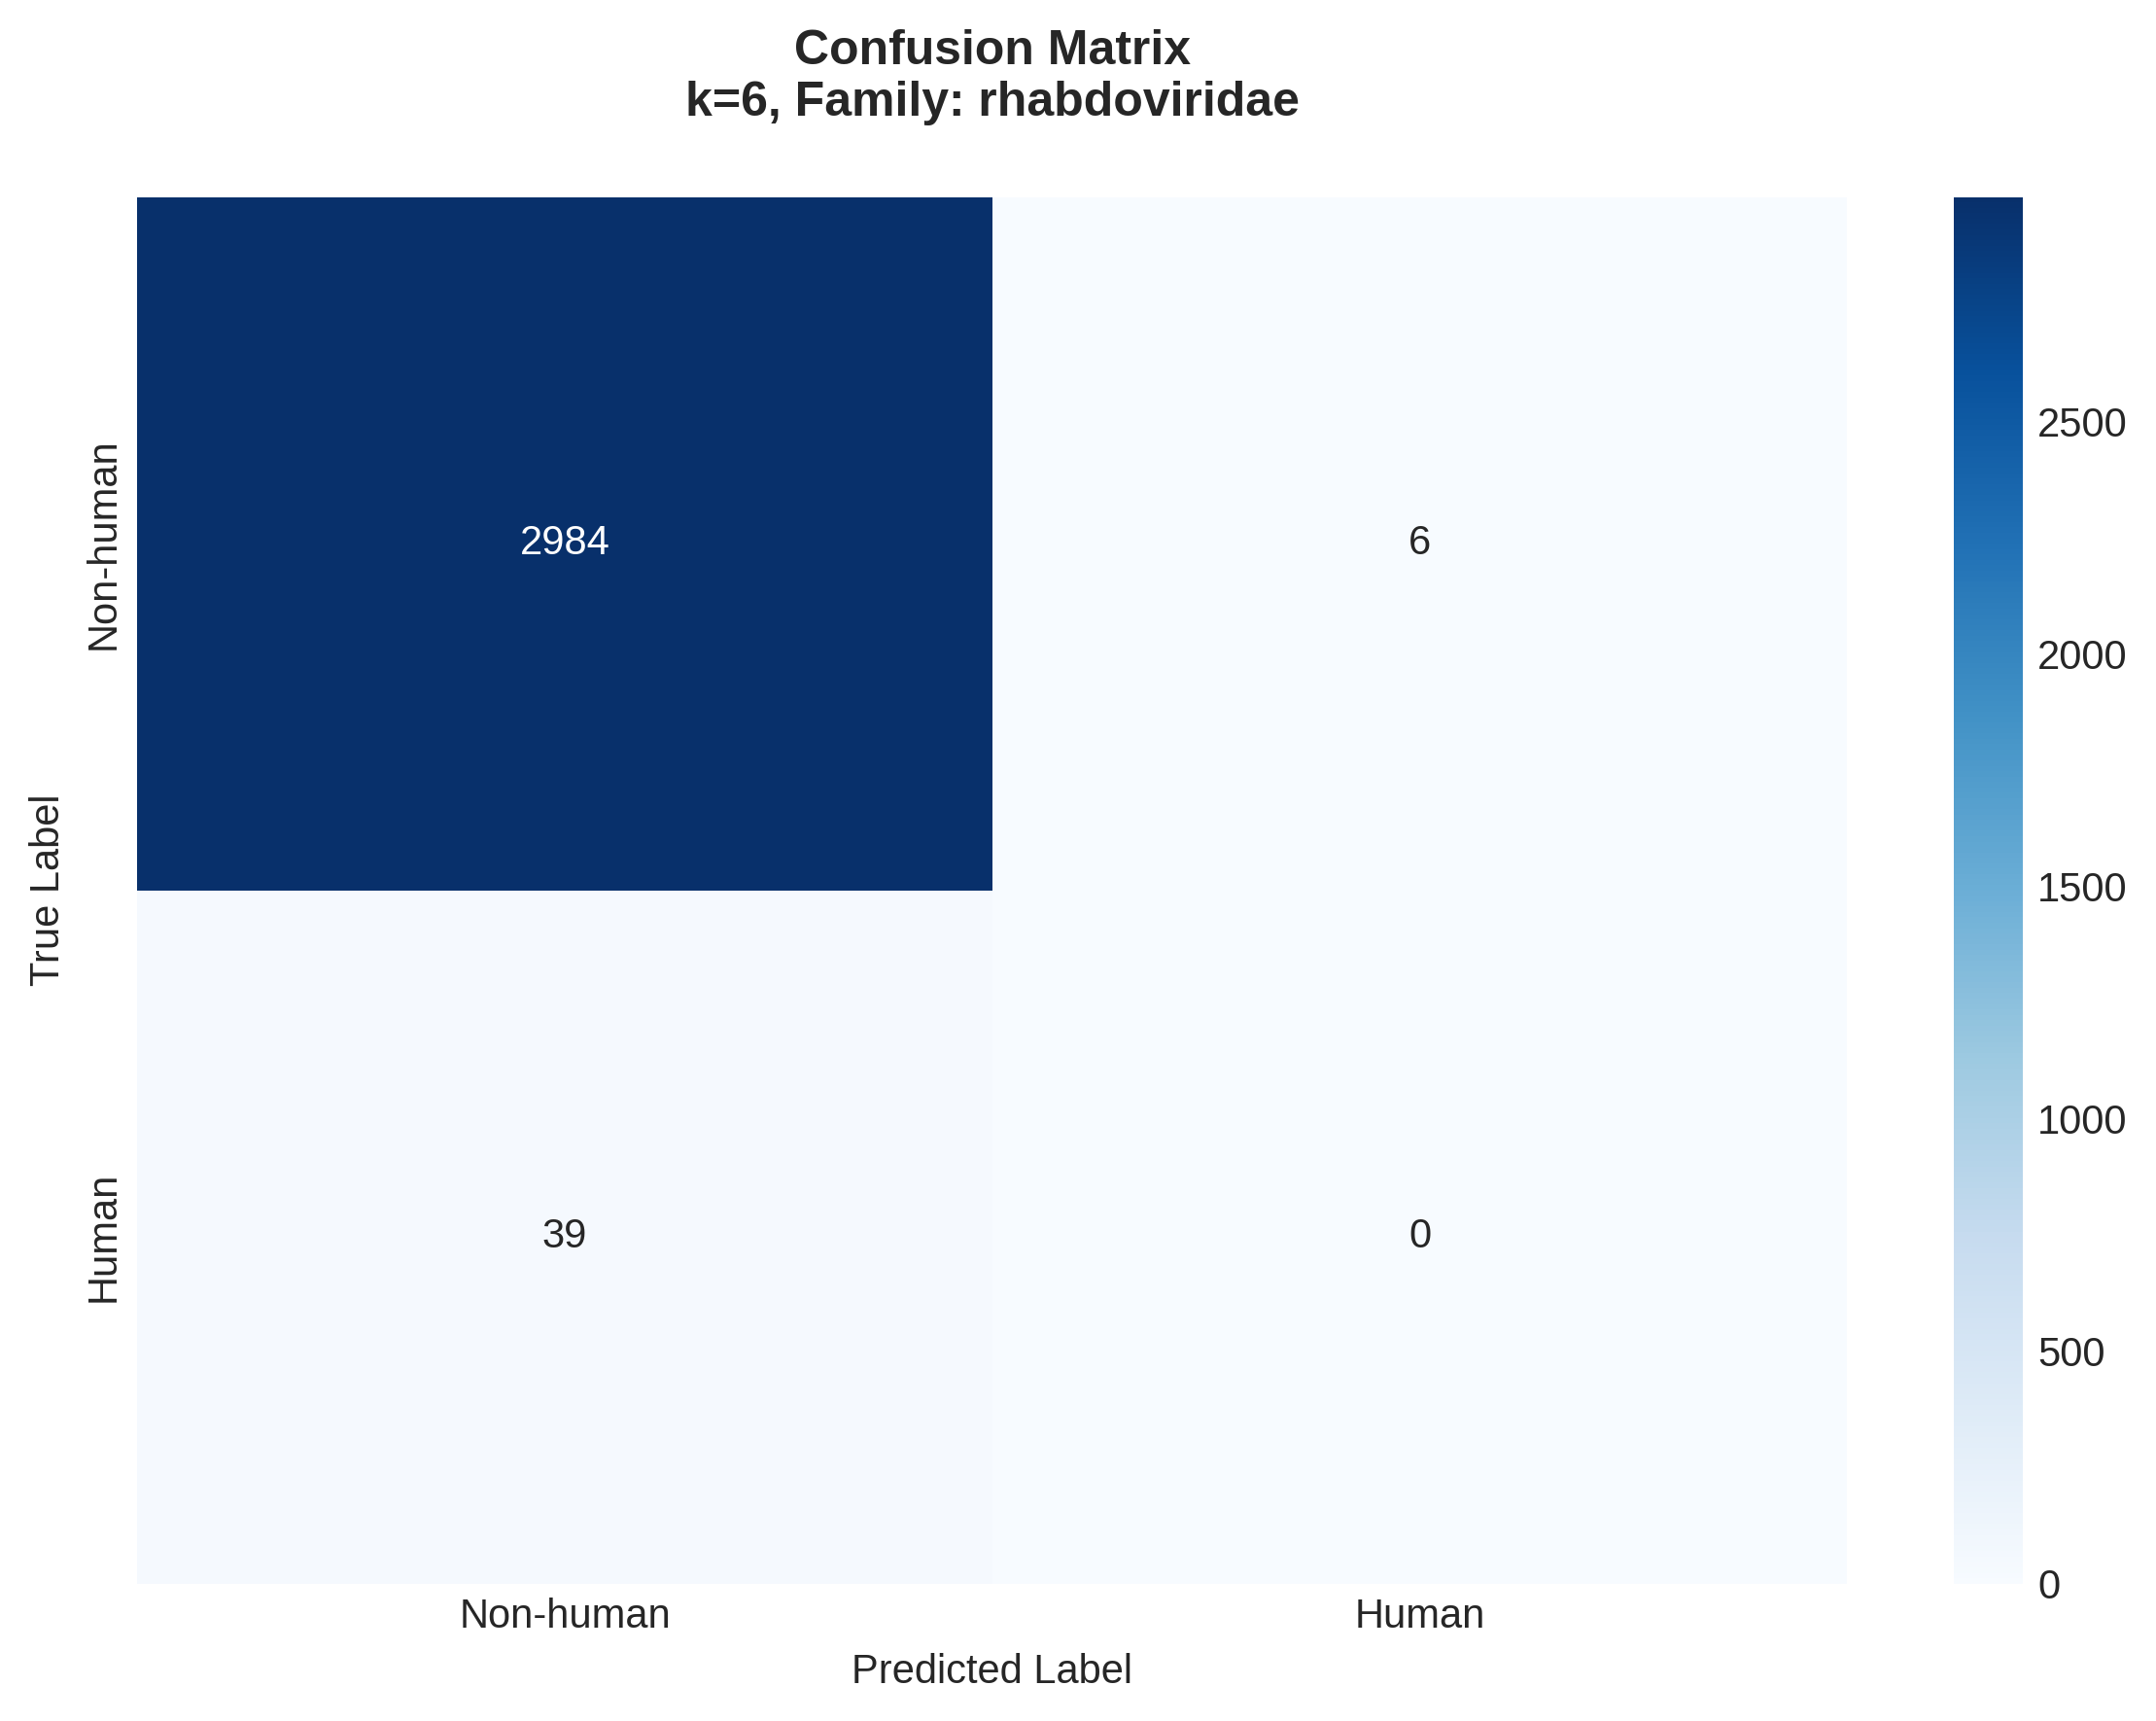 Confusion Matrix
k=6, Family: rhabdoviridae
True Label
Non-human
2984
6
Human
39
0
Non-human
Human
Predicted Label
2500
2000
1500
1000
500
0